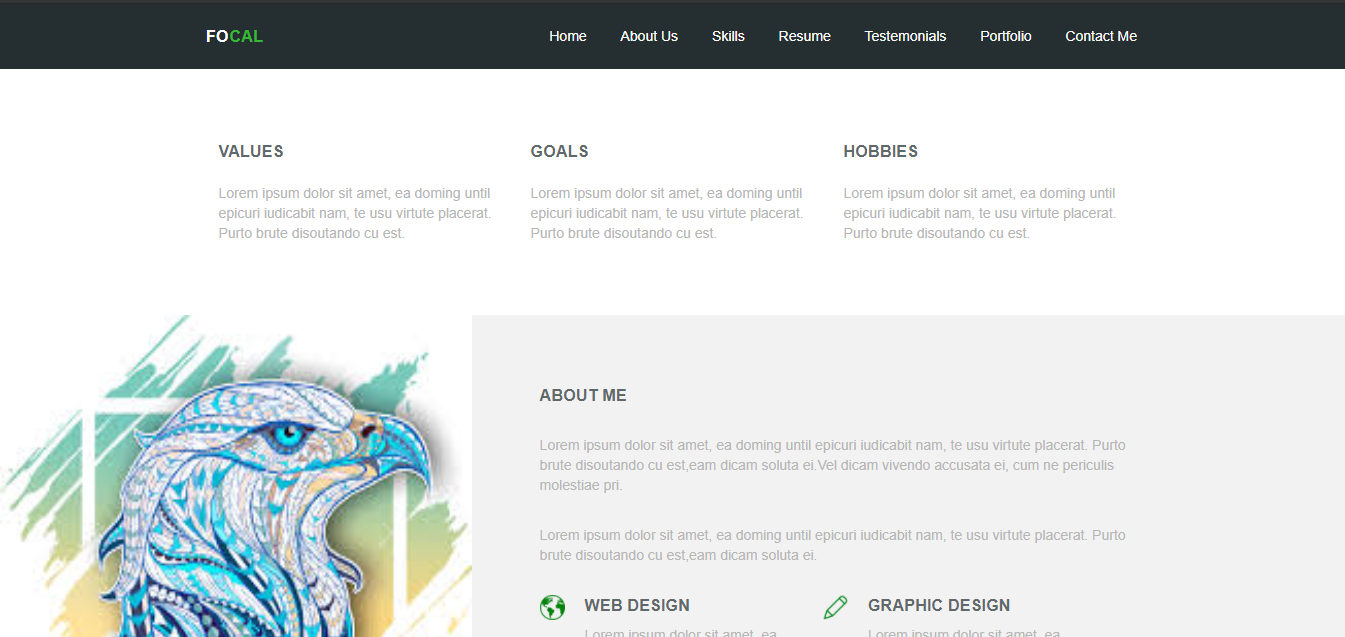 FOCAL Home About Us Skills Resume Testemonials Portfolio Contact Me
VALUES
Lorem ipsum dolor sit amet, ea doming until
epicuri iudicabit nam, te usu virtute placerat.
Purto brute disoutando cu est.
GOALS
Lorem ipsum dolor sit amet, ea doming until
epicuri iudicabit nam, te usu virtute placerat.
Purto brute disoutando cu est.
HOBBIES
Lorem ipsum dolor sit amet, ea doming until
epicuri iudicabit nam, te usu virtute placerat.
Purto brute disoutando cu est.
ABOUT ME
Lorem ipsum dolor sit amet, ea doming until epicuri iudicabit nam, te usu virtute placerat. Purto
brute disoutando cu est,eam dicam soluta ei.Vel dicam vivendo accusata ei, cum ne periculis
molestiae pri.
Lorem ipsum dolor sit amet, ea doming until epicuri iudicabit nam, te usu virtute placerat. Purto
brute disoutando cu est,eam dicam soluta ei.
WEB DESIGN
Lorem ipsum dolor sit amet, ea
GRAPHIC DESIGN
Lorem ipsum dolor sit amet, ea